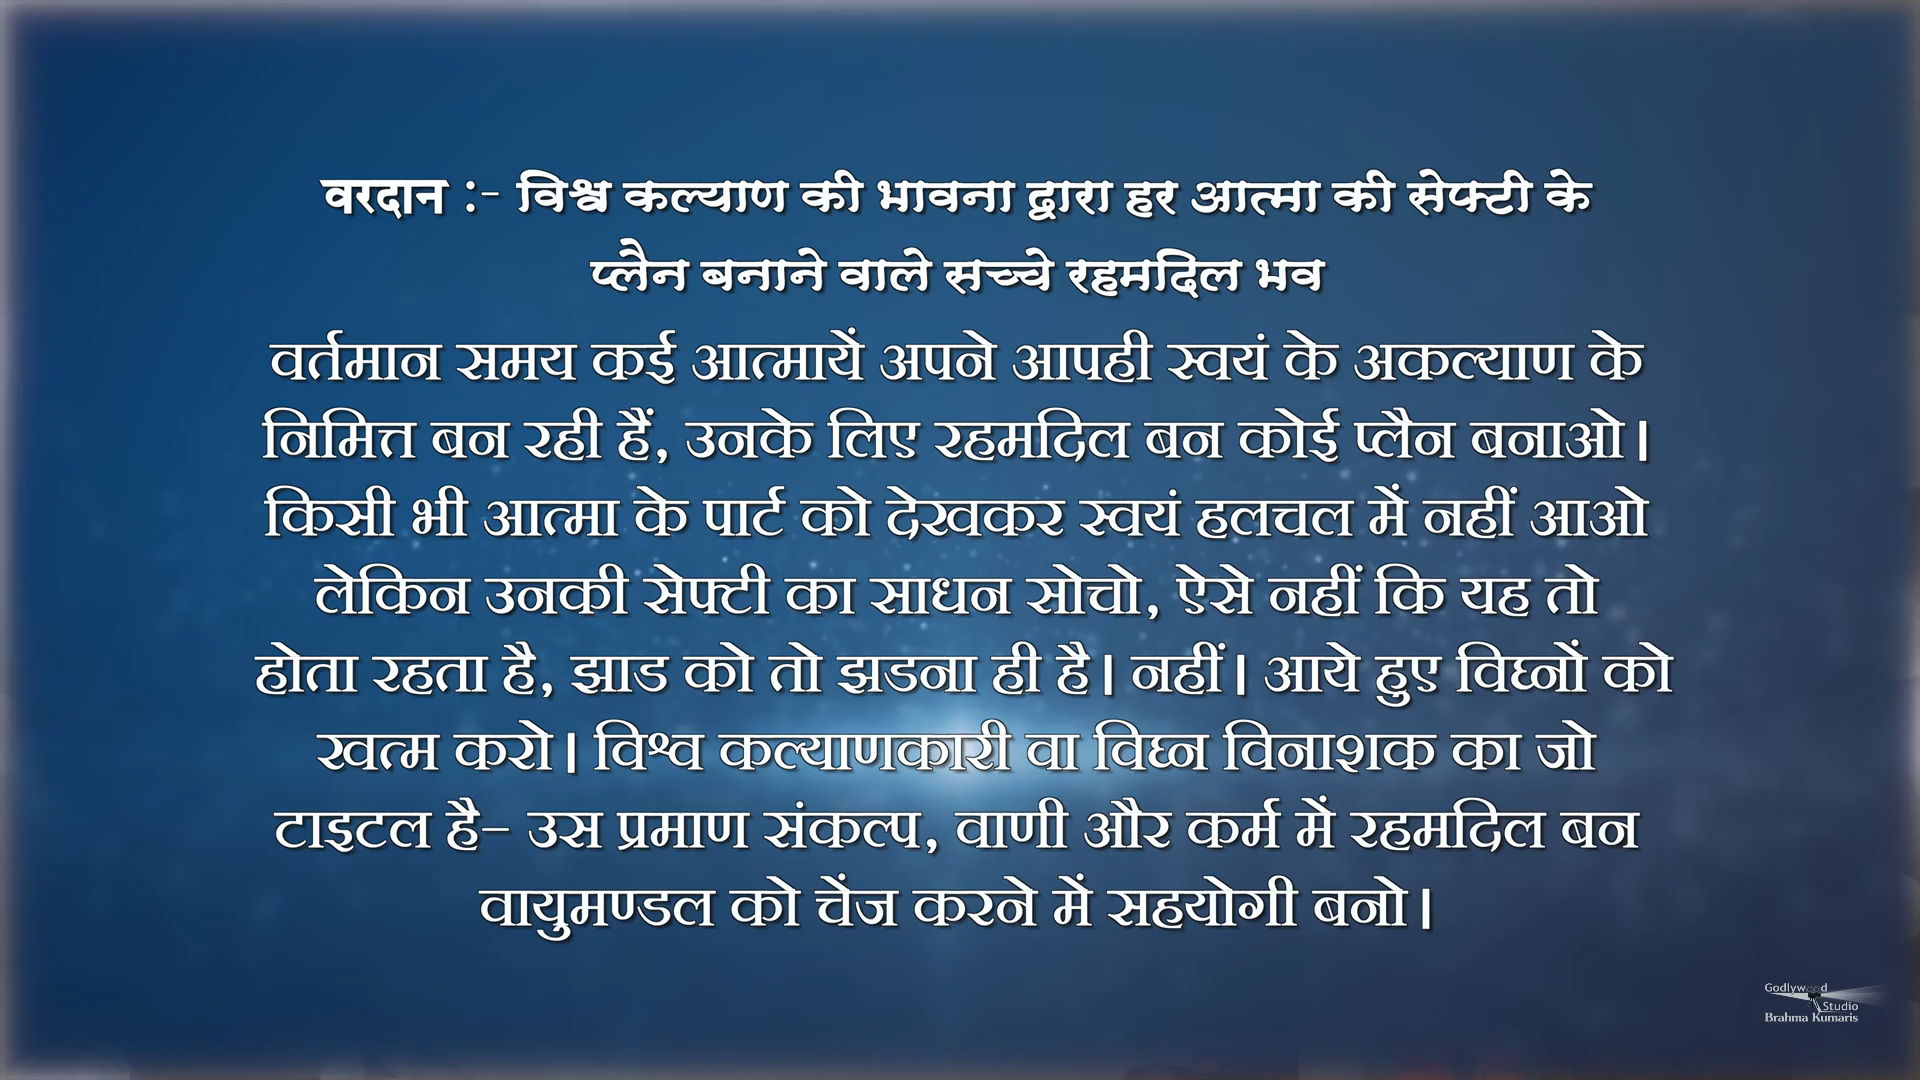 वरदान :- विश्व कल्याण की भावना द्वारा हर आत्मा की सेफ्टी के
प्लैन बनाने वाले सच्चे रहमदिल भव
वर्तमान समय कई आत्मायें अपने आपही स्वयं के अकल्याण के
निमित्त बन रही हैं, उनके लिए रहमदिल बन कोई प्लैन बनाओ।
किसी भी आत्मा के पार्ट को देखकर स्वयं हलचल में नहीं आओ
लेकिन उनकी सेफ्टी का साधन सोचो, ऐसे नहीं कि यह तो
होता रहता है, झाड को तो झडना ही है। नहीं। आये हुए विघ्नों को
खत्म करो। विश्व कल्याणकारी वा विघ्न विनाशक का जो
टाइटल है- उस प्रमाण संकल्प, वाणी और कर्म में रहमदिल बन
वायुमण्डल को चेंज करने में सहयोगी बनो।
Godlywood
Studio
Brahma Kumaris